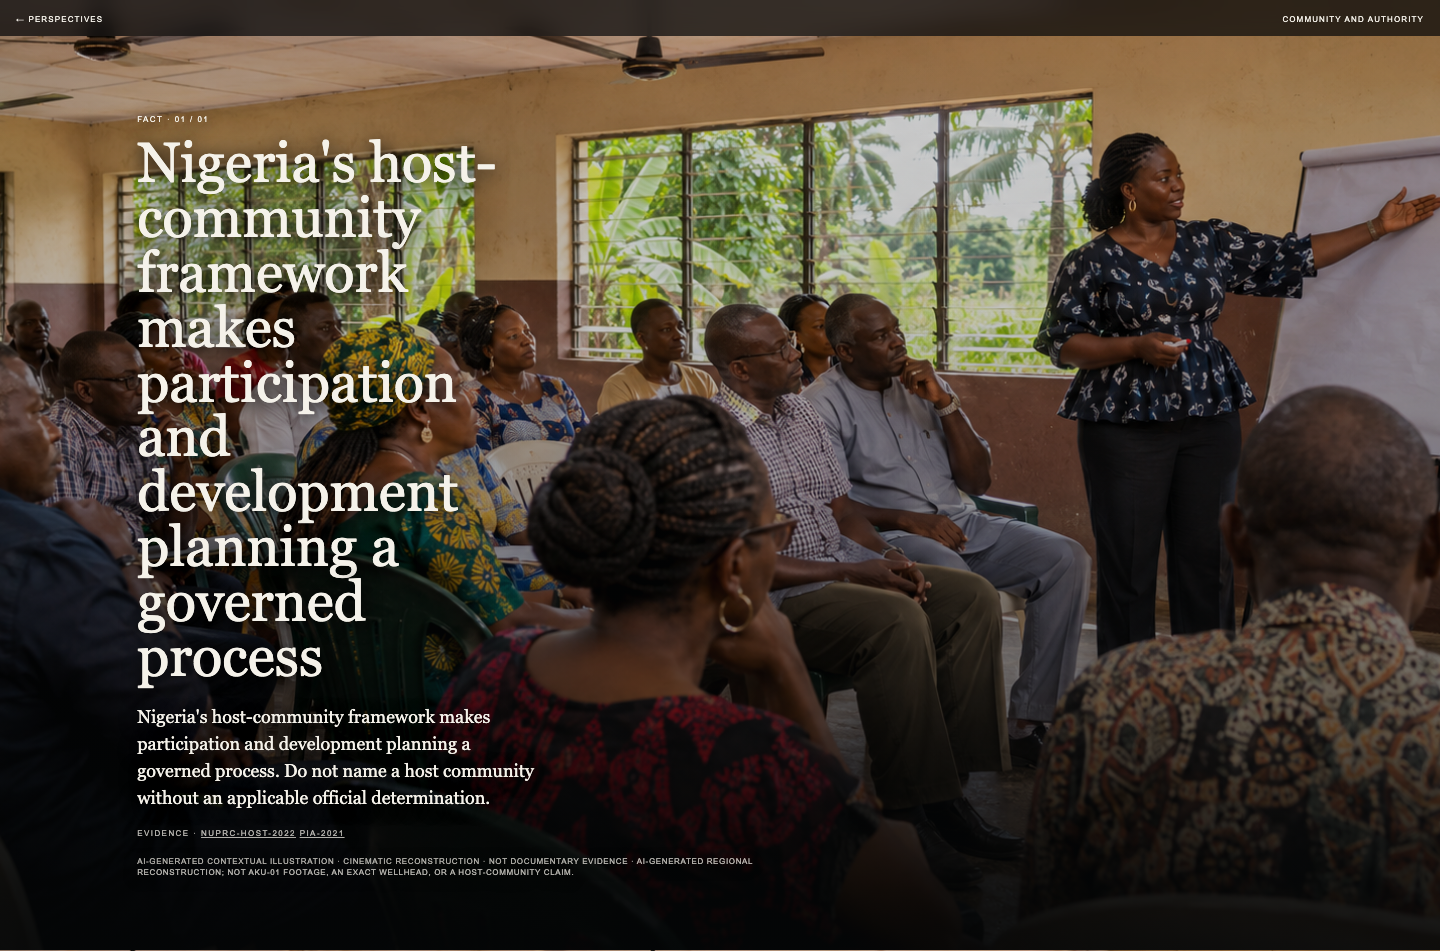 ← PERSPECTIVES
COMMUNITY AND AUTHORITY
FACT · 01 / 01
Nigeria's host-
community
framework
makes
participation
and
development
planning a
governed
process
Nigeria's host-community framework makes
participation and development planning a
governed process. Do not name a host community
without an applicable official determination.
EVIDENCE · NUPRC-HOST-2022 PIA-2021
AI-GENERATED CONTEXTUAL ILLUSTRATION · CINEMATIC RECONSTRUCTION · NOT DOCUMENTARY EVIDENCE · AI-GENERATED REGIONAL
RECONSTRUCTION; NOT AKU-01 FOOTAGE, AN EXACT WELLHEAD, OR A HOST-COMMUNITY CLAIM.